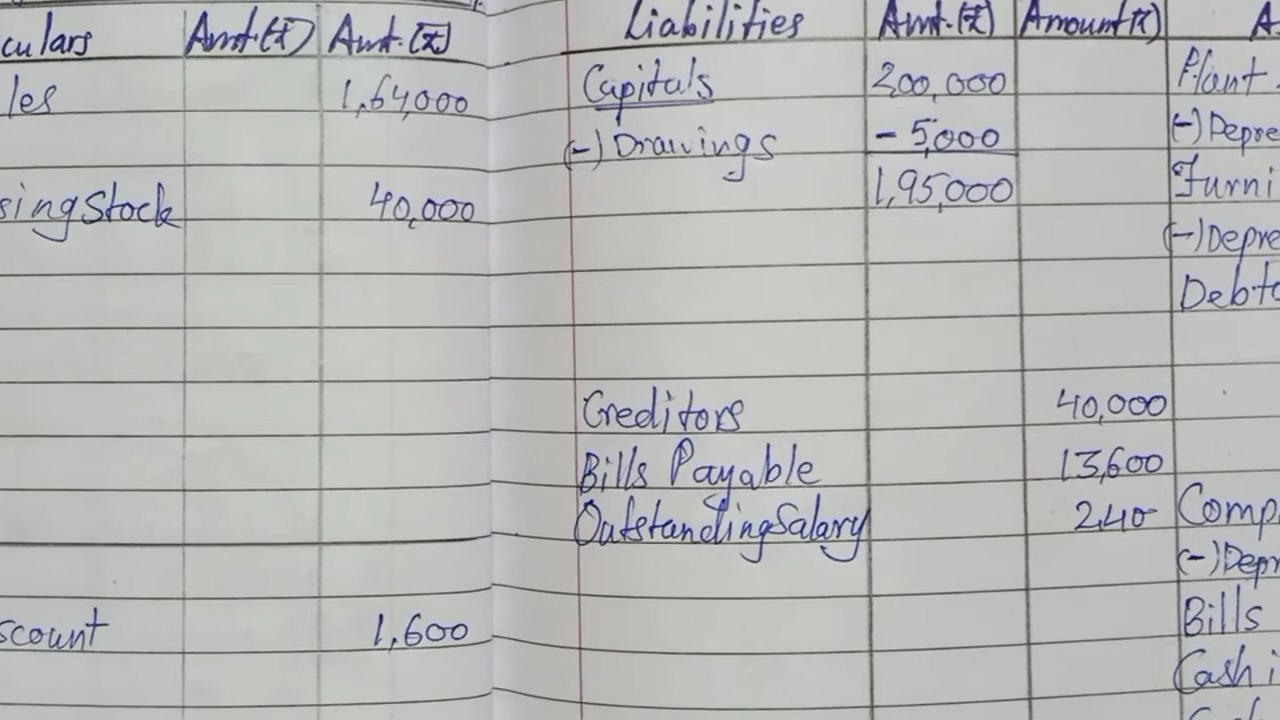 culars Amt.(₹) Amt.(₹)
les 1,64,000
singStock 40,000
scount 1,600
Liabilities Amt.(₹) Amount(₹) A
Capitals 200,000 Plant
(-) Drawings - 5,000 (-) Depre
1,95,000 Furni
(-) Depre
Debto
Creditors 40,000
Bills Payable 13,600
OutstandingSalary 240 Comp
(-) Depr
Bills
Cash i